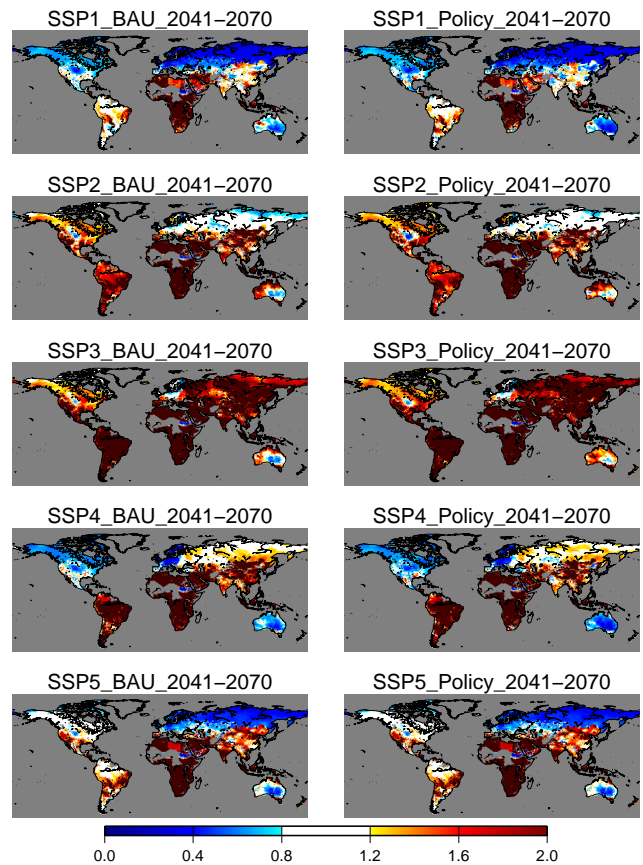 SSP1_BAU_2041−2070 SSP1_Policy_2041−2070
SSP2_BAU_2041−2070 SSP2_Policy_2041−2070
SSP3_BAU_2041−2070 SSP3_Policy_2041−2070
SSP4_BAU_2041−2070 SSP4_Policy_2041−2070
SSP5_BAU_2041−2070 SSP5_Policy_2041−2070
0.0 0.4 0.8 1.2 1.6 2.0